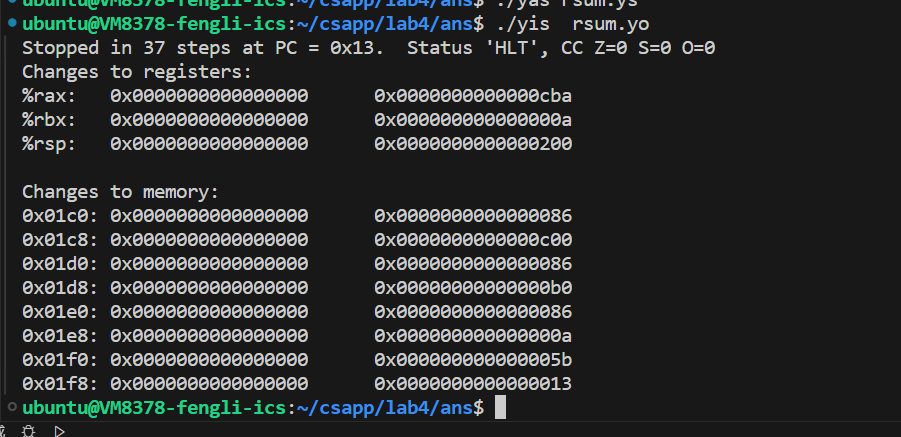 ubuntu@VM8378-fengli-ics:~/csapp/lab4/ans$ ./yas rsum.ys
ubuntu@VM8378-fengli-ics:~/csapp/lab4/ans$ ./yis  rsum.yo
Stopped in 37 steps at PC = 0x13.  Status 'HLT', CC Z=0 S=0 O=0
Changes to registers:
%rax:   0x0000000000000000      0x0000000000000cba
%rbx:   0x0000000000000000      0x000000000000000a
%rsp:   0x0000000000000000      0x0000000000000200
Changes to memory:
0x01c0: 0x0000000000000000      0x0000000000000086
0x01c8: 0x0000000000000000      0x0000000000000c00
0x01d0: 0x0000000000000000      0x0000000000000086
0x01d8: 0x0000000000000000      0x00000000000000b0
0x01e0: 0x0000000000000000      0x0000000000000086
0x01e8: 0x0000000000000000      0x000000000000000a
0x01f0: 0x0000000000000000      0x000000000000005b
0x01f8: 0x0000000000000000      0x0000000000000013
ubuntu@VM8378-fengli-ics:~/csapp/lab4/ans$